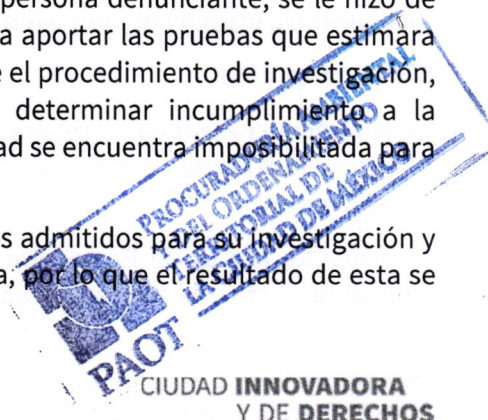 persona denunciante, se le hizo de
a aportar las pruebas que estimara
e el procedimiento de investigación,
determinar incumplimiento a la
ad se encuentra imposibilitada para
s admitidos para su investigación y
a, por lo que el resultado de esta se
PROCURADURÍA AMBIENTAL
Y DEL ORDENAMIENTO
TERRITORIAL DE
LA CIUDAD DE MÉXICO
PAOT
CIUDAD INNOVADORA
Y DE DERECHOS